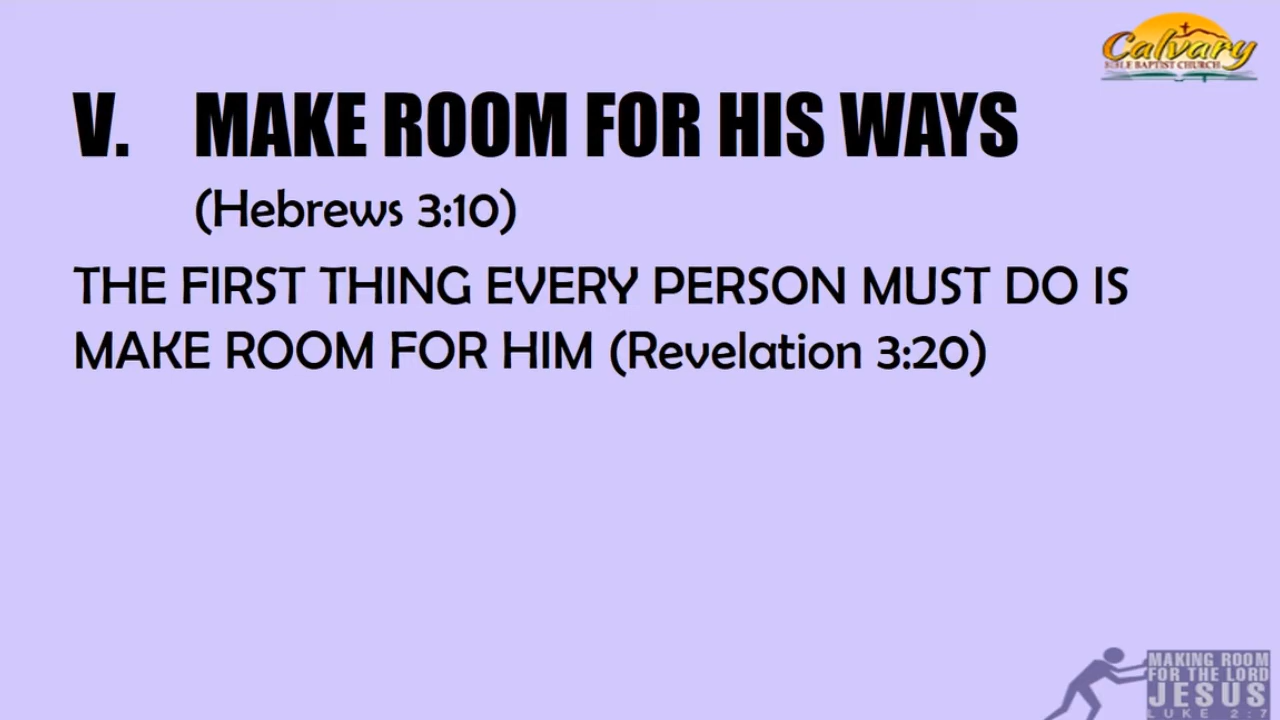 Calvary
BIBLE BAPTIST CHURCH
V. MAKE ROOM FOR HIS WAYS
(Hebrews 3:10)
THE FIRST THING EVERY PERSON MUST DO IS
MAKE ROOM FOR HIM (Revelation 3:20)
MAKING ROOM
FOR THE LORD
JESUS
LUKE 2:7